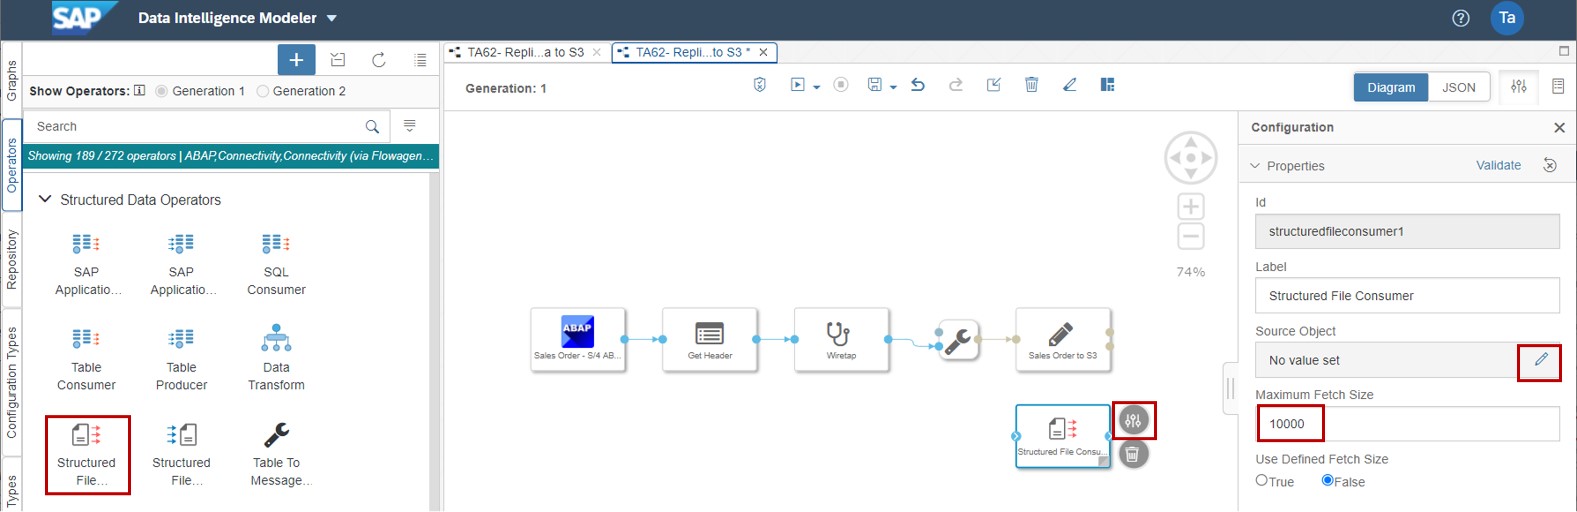 SAP Data Intelligence Modeler
Ta
Graphs
Operators
Repository
Configuration Types
Types
Show Operators: Generation 1 Generation 2
Search
Showing 189 / 272 operators | ABAP,Connectivity,Connectivity (via Flowagen...
Structured Data Operators
SAP
Applicatio...
SAP
Applicatio...
SQL
Consumer
Table
Consumer
Table
Producer
Data
Transform
Structured
File...
Structured
File...
Table To
Message...
TA62- Repli...a to S3
TA62- Repli...to S3 *
Generation: 1
Diagram
JSON
74%
ABAP
Sales Order - S/4 AB...
Get Header
Wiretap
Sales Order to S3
Structured File Consu...
Configuration
Properties
Validate
Id
structuredfileconsumer1
Label
Structured File Consumer
Source Object
No value set
Maximum Fetch Size
10000
Use Defined Fetch Size
True False